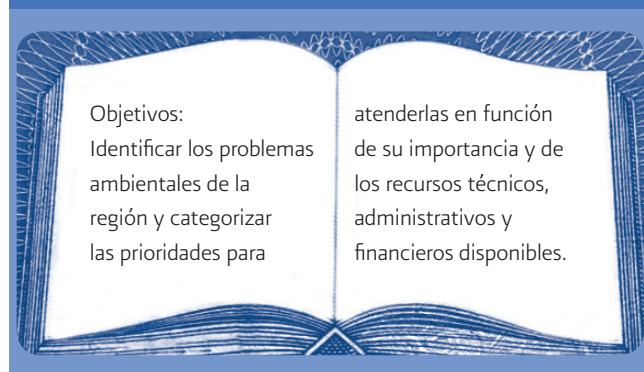 Objetivos:
Identificar los problemas
ambientales de la
región y categorizar
las prioridades para
atenderlas en función
de su importancia y de
los recursos técnicos,
administrativos y
financieros disponibles.